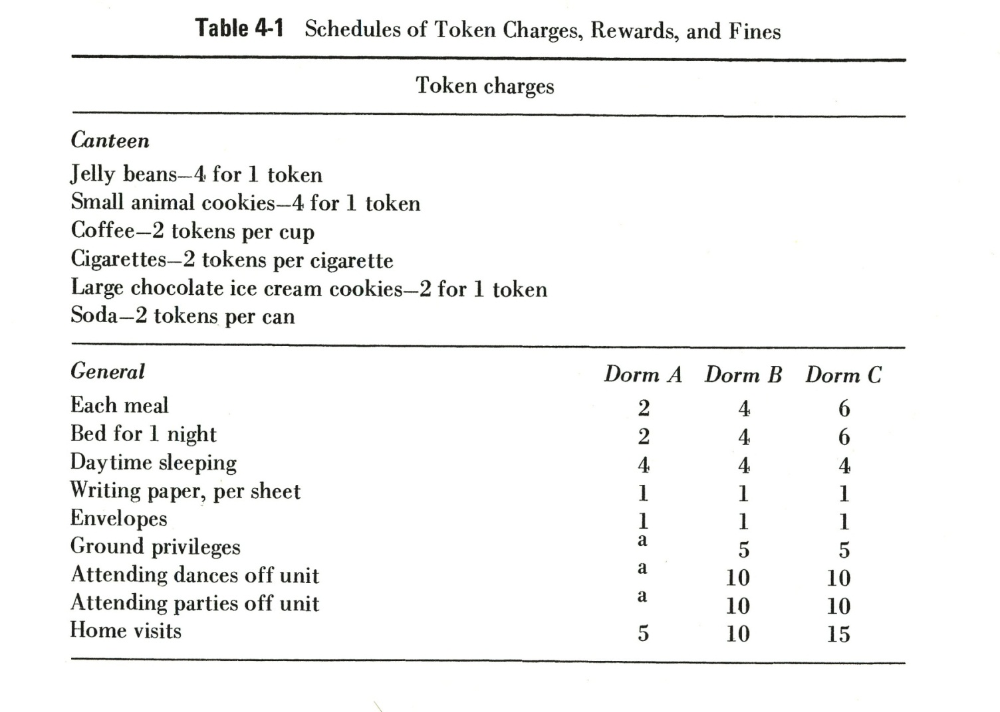 Table 4-1 Schedules of Token Charges, Rewards, and Fines
Token charges
Canteen
Jelly beans—4 for 1 token
Small animal cookies—4 for 1 token
Coffee—2 tokens per cup
Cigarettes—2 tokens per cigarette
Large chocolate ice cream cookies—2 for 1 token
Soda—2 tokens per can
General Dorm A Dorm B Dorm C
Each meal 2 4 6
Bed for 1 night 2 4 6
Daytime sleeping 4 4 4
Writing paper, per sheet 1 1 1
Envelopes 1 1 1
Ground privileges a 5 5
Attending dances off unit a 10 10
Attending parties off unit a 10 10
Home visits 5 10 15